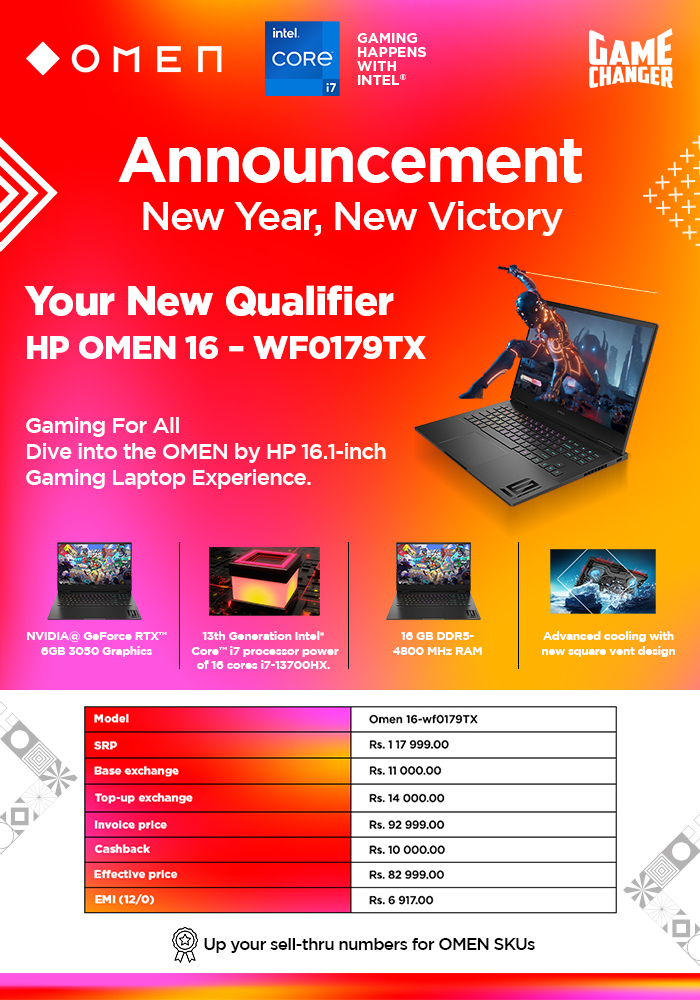 OMEN
intel.
CORE™
i7
GAMING
HAPPENS
WITH
INTEL®
GAME
CHANGER
Announcement
New Year, New Victory
Your New Qualifier
HP OMEN 16 – WF0179TX
Gaming For All
Dive into the OMEN by HP 16.1-inch
Gaming Laptop Experience.
NVIDIA@ GeForce RTX™
6GB 3050 Graphics
13th Generation Intel®
Core™ i7 processor power
of 16 cores i7-13700HX.
16 GB DDR5-
4800 MHz RAM
Advanced cooling with
new square vent design
Model Omen 16-wf0179TX
SRP Rs. 1 17 999.00
Base exchange Rs. 11 000.00
Top-up exchange Rs. 14 000.00
Invoice price Rs. 92 999.00
Cashback Rs. 10 000.00
Effective price Rs. 82 999.00
EMI (12/0) Rs. 6 917.00
Up your sell-thru numbers for OMEN SKUs